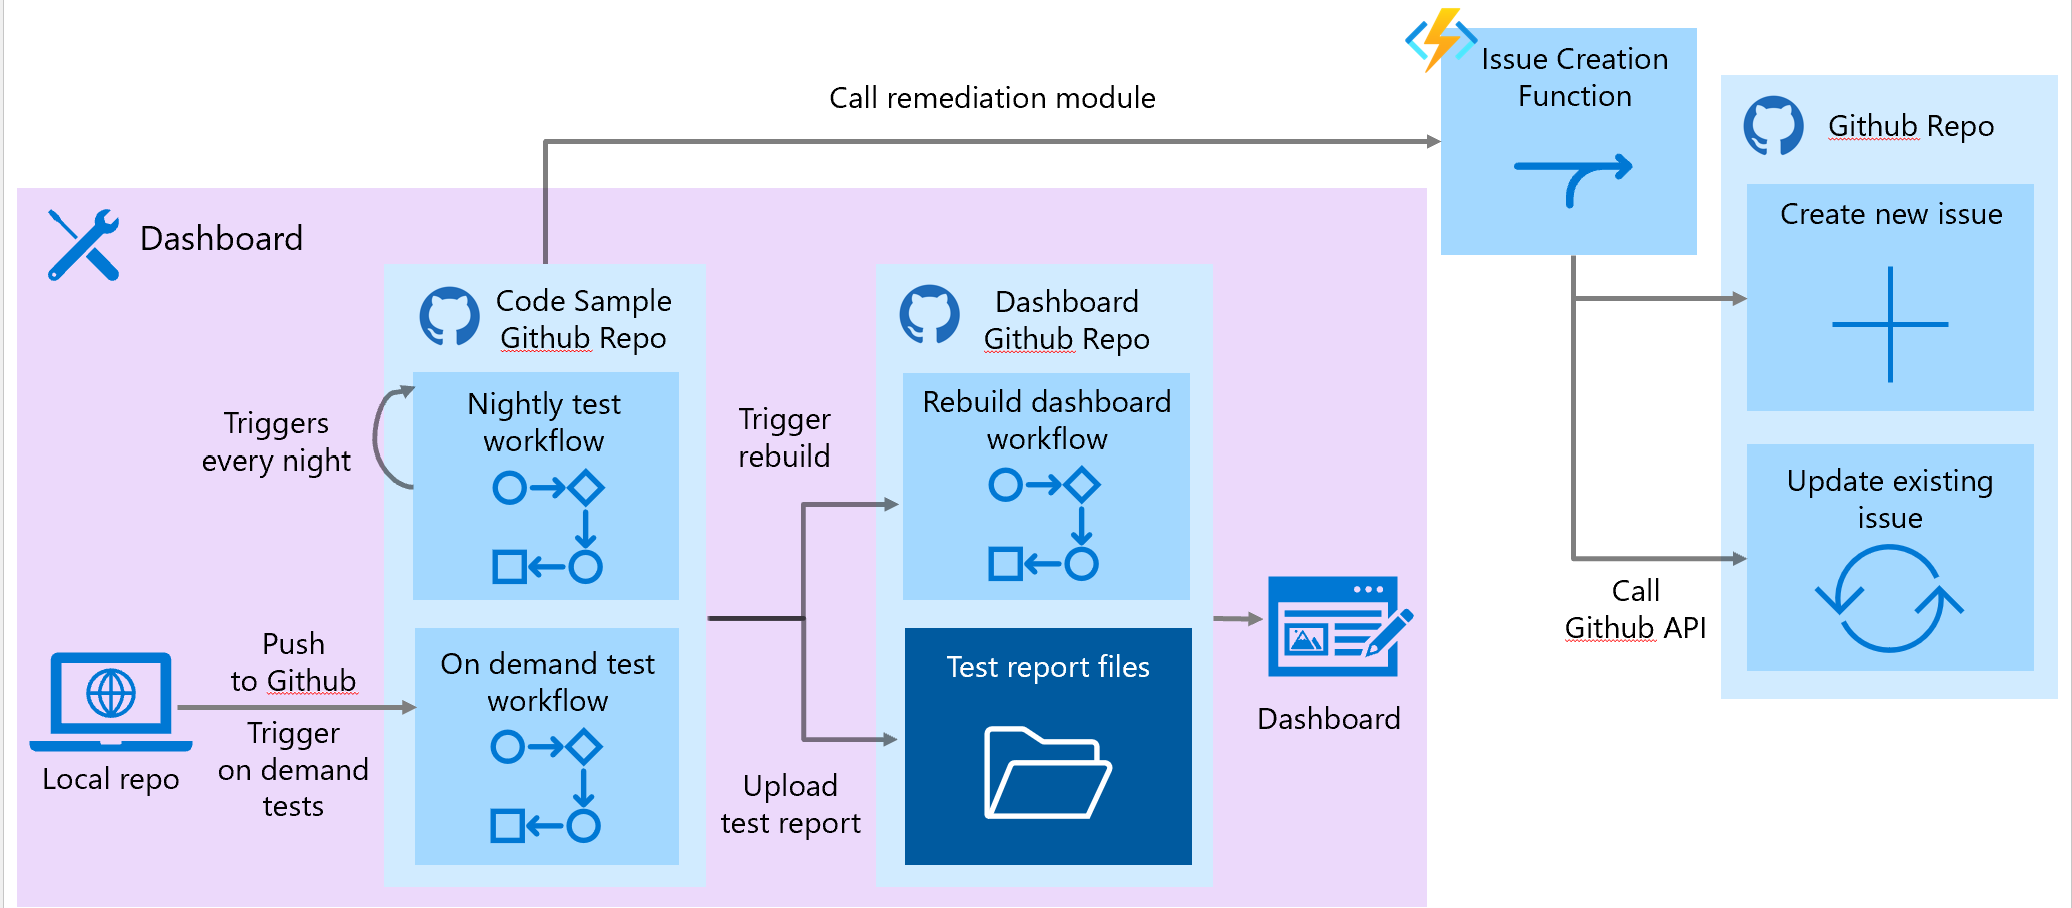 Call remediation module
Issue Creation
Function
Github Repo
Create new issue
Update existing
issue
Call
Github API
Dashboard
Code Sample
Github Repo
Nightly test
workflow
Triggers
every night
On demand test
workflow
Push
to Github
Trigger
on demand
tests
Local repo
Trigger
rebuild
Upload
test report
Dashboard
Github Repo
Rebuild dashboard
workflow
Test report files
Dashboard